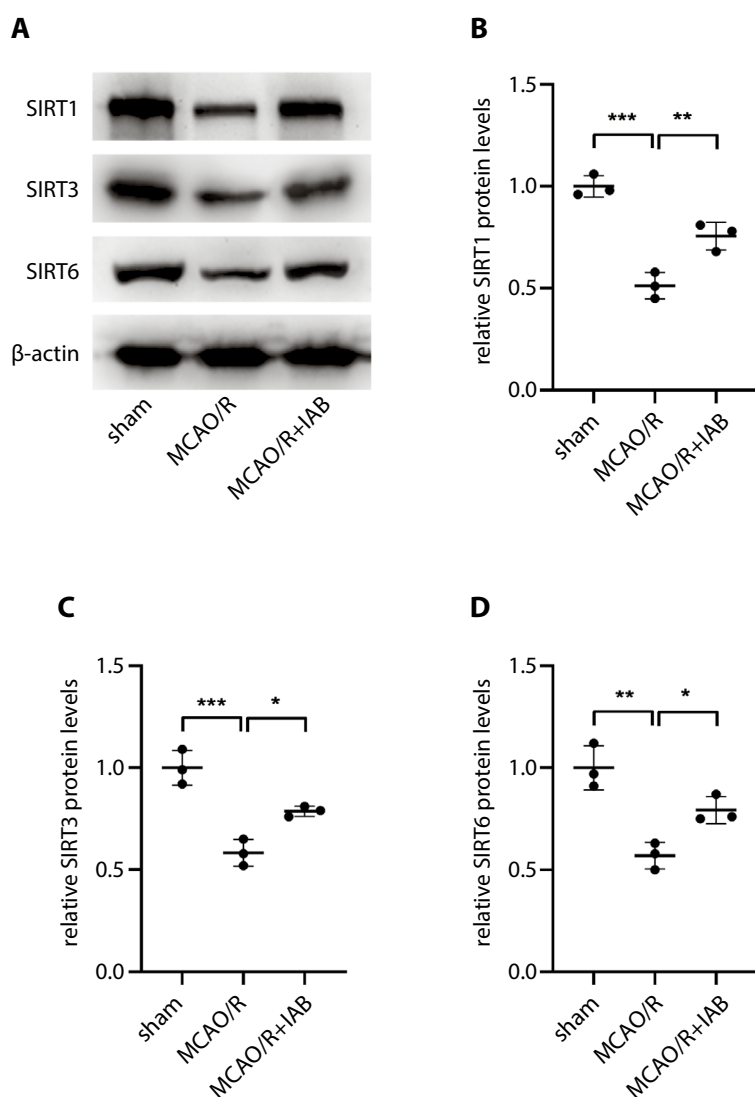 A
SIRT1
SIRT3
SIRT6
β-actin
sham
MCAO/R
MCAO/R+IAB
B
relative SIRT1 protein levels
1.5
1.0
0.5
0.0
***
**
sham
MCAO/R
MCAO/R+IAB
C
relative SIRT3 protein levels
1.5
1.0
0.5
0.0
***
*
sham
MCAO/R
MCAO/R+IAB
D
relative SIRT6 protein levels
1.5
1.0
0.5
0.0
**
*
sham
MCAO/R
MCAO/R+IAB